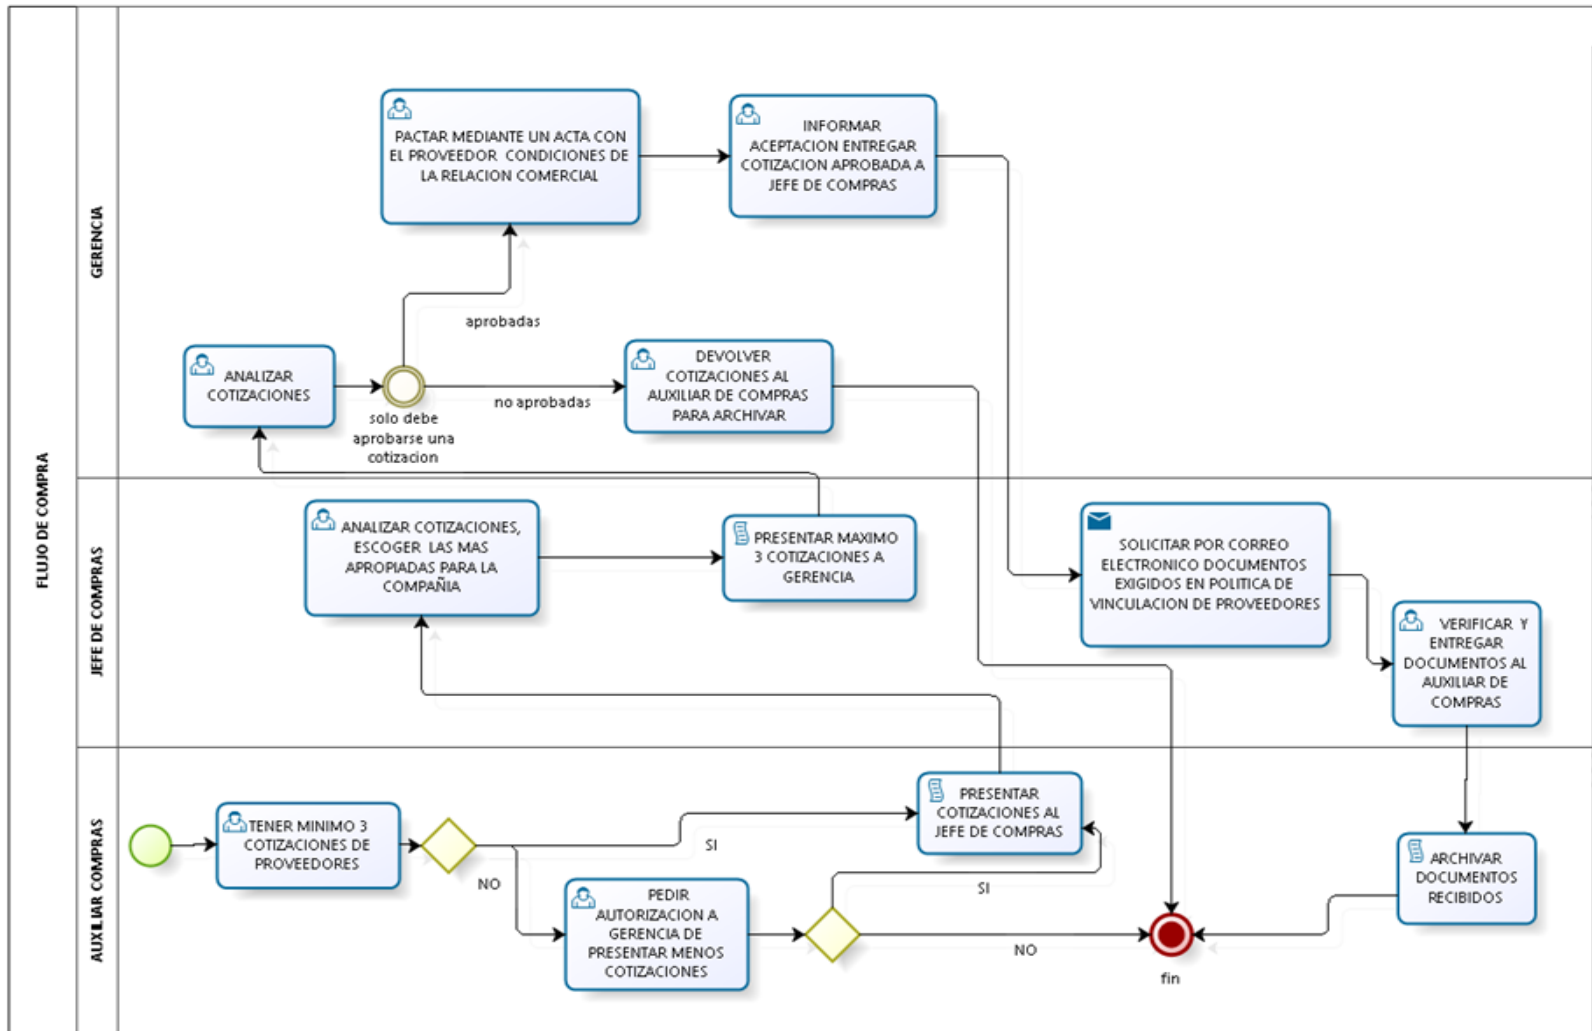 FLUJO DE COMPRA
GERENCIA
PACTAR MEDIANTE UN ACTA CON
EL PROVEEDOR CONDICIONES DE
LA RELACION COMERCIAL
INFORMAR
ACEPTACION ENTREGAR
COTIZACION APROBADA A
JEFE DE COMPRAS
aprobadas
ANALIZAR
COTIZACIONES
solo debe
aprobarse una
cotizacion
no aprobadas
DEVOLVER
COTIZACIONES AL
AUXILIAR DE COMPRAS
PARA ARCHIVAR
JEFE DE COMPRAS
ANALIZAR COTIZACIONES,
ESCOGER LAS MAS
APROPIADAS PARA LA
COMPAÑIA
PRESENTAR MAXIMO
3 COTIZACIONES A
GERENCIA
SOLICITAR POR CORREO
ELECTRONICO DOCUMENTOS
EXIGIDOS EN POLITICA DE
VINCULACION DE PROVEEDORES
VERIFICAR Y
ENTREGAR
DOCUMENTOS AL
AUXILIAR DE
COMPRAS
AUXILIAR COMPRAS
TENER MINIMO 3
COTIZACIONES DE
PROVEEDORES
SI
NO
PRESENTAR
COTIZACIONES AL
JEFE DE COMPRAS
PEDIR
AUTORIZACION A
GERENCIA DE
PRESENTAR MENOS
COTIZACIONES
SI
NO
fin
ARCHIVAR
DOCUMENTOS
RECIBIDOS